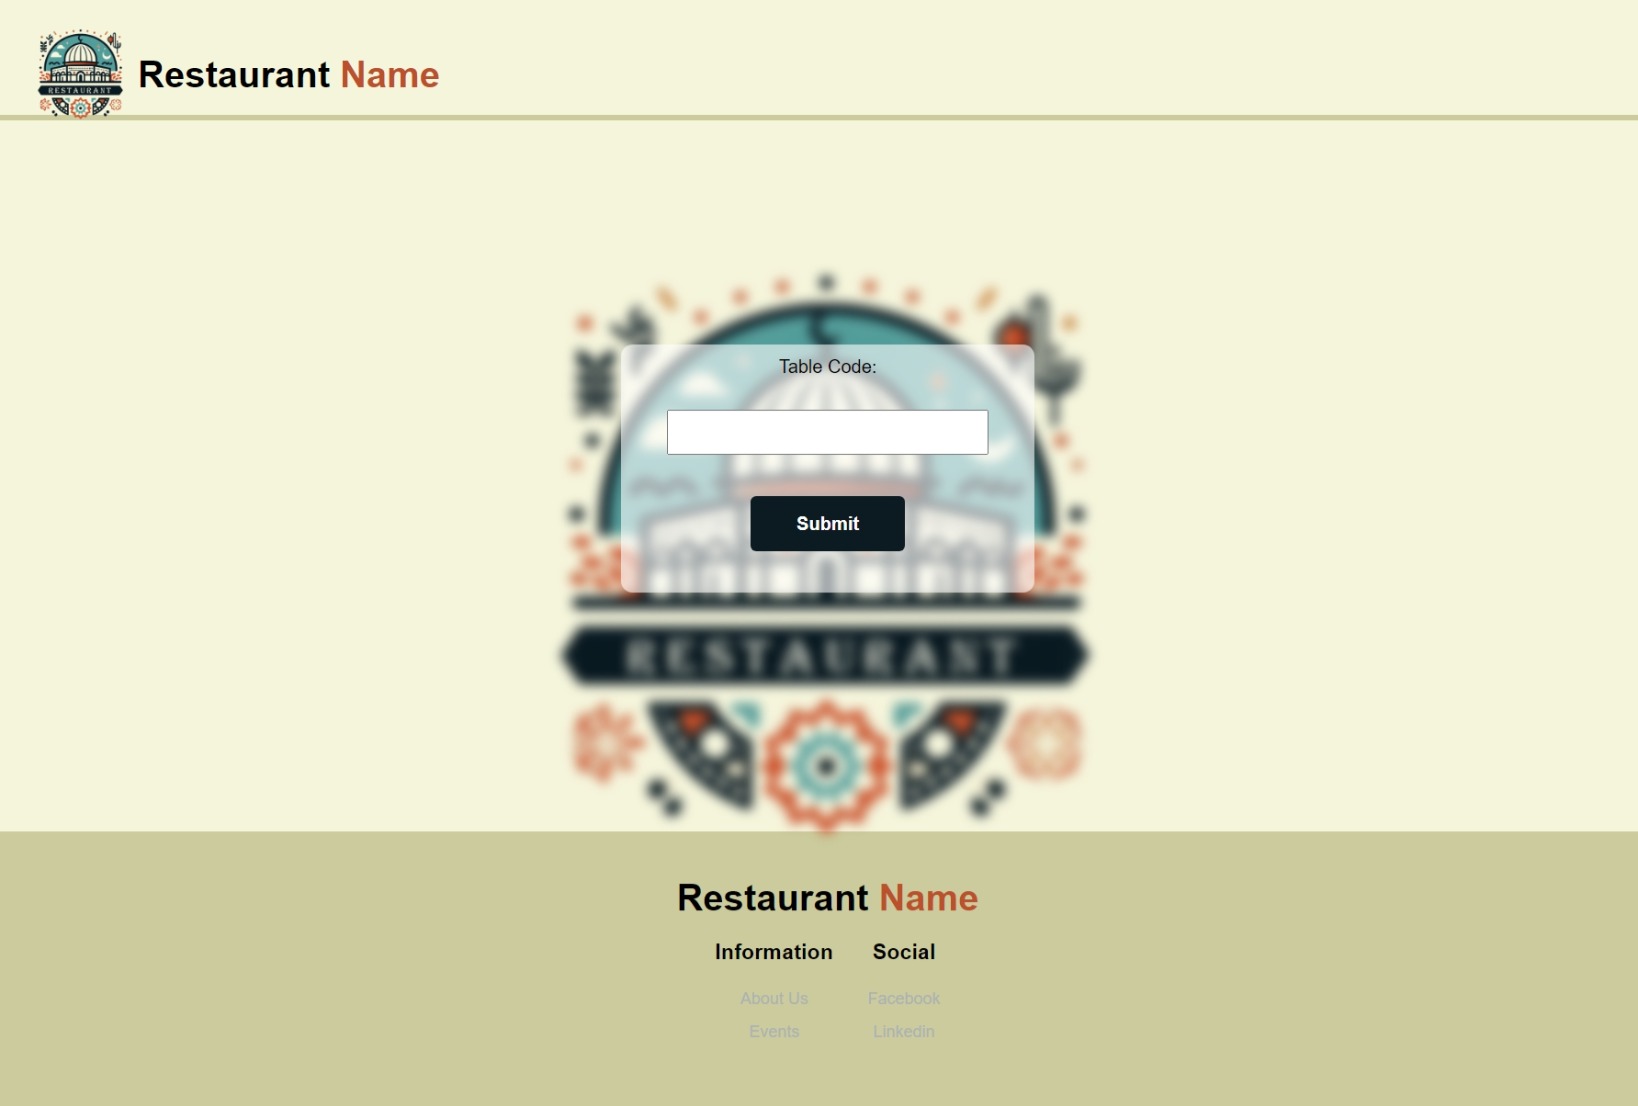 RESTAURANT
Restaurant Name
Table Code:
Submit
RESTAURANT
Restaurant Name
Information Social
About Us Facebook
Events Linkedin